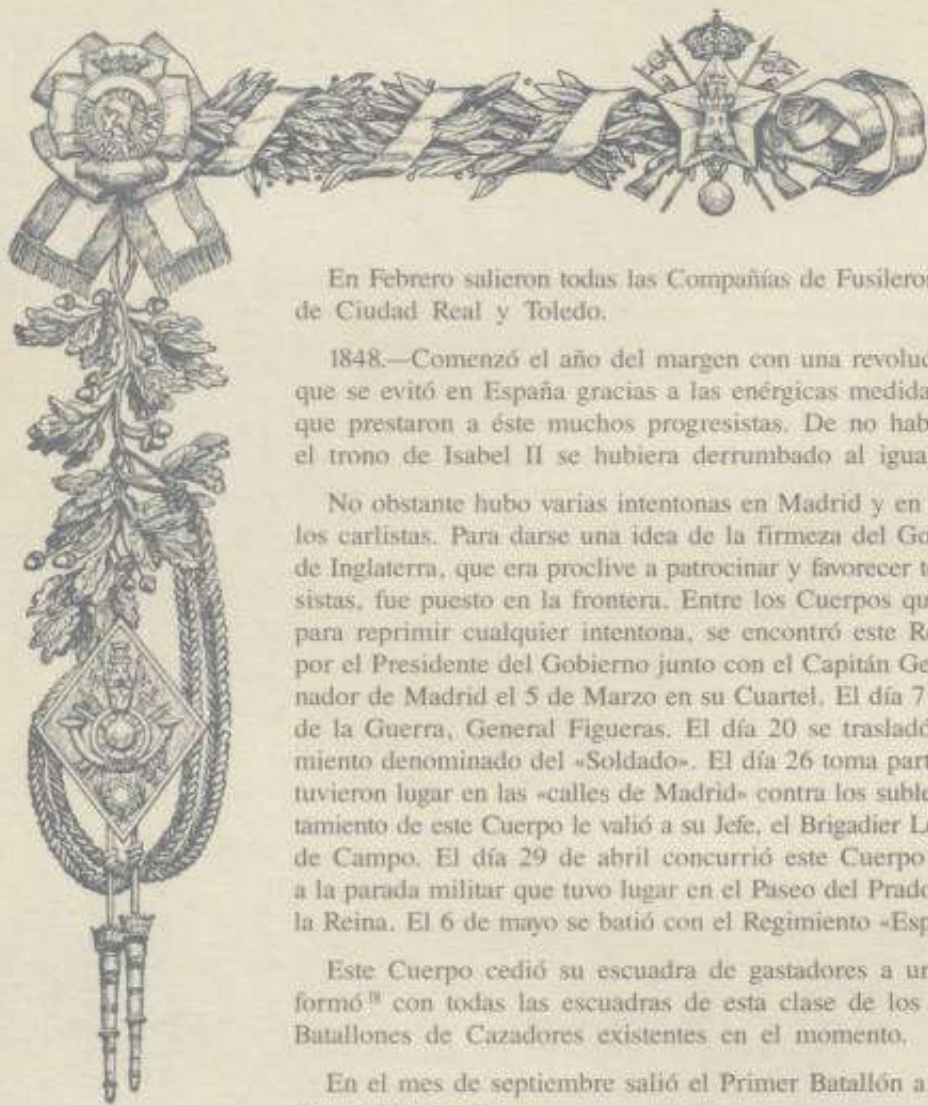 En Febrero salieron todas las Compañías de Fusileros
de Ciudad Real y Toledo.
1848.—Comenzó el año del margen con una revoluc
que se evitó en España gracias a las enérgicas medida
que prestaron a éste muchos progresistas. De no hab
el trono de Isabel II se hubiera derrumbado al igua
No obstante hubo varias intentonas en Madrid y en
los carlistas. Para darse una idea de la firmeza del Go
de Inglaterra, que era proclive a patrocinar y favorecer t
sistas, fue puesto en la frontera. Entre los Cuerpos qu
para reprimir cualquier intentona, se encontró este Re
por el Presidente del Gobierno junto con el Capitán Ge
nador de Madrid el 5 de Marzo en su Cuartel. El día 7
de la Guerra, General Figueras. El día 20 se trasladó
miento denominado del «Soldado». El día 26 toma part
tuvieron lugar en las «calles de Madrid» contra los suble
tamiento de este Cuerpo le valió a su Jefe, el Brigadier L
de Campo. El día 29 de abril concurrió este Cuerpo
a la parada militar que tuvo lugar en el Paseo del Prado
la Reina. El 6 de mayo se batió con el Regimiento «Esp
Este Cuerpo cedió su escuadra de gastadores a un
formó 18 con todas las escuadras de esta clase de los
Batallones de Cazadores existentes en el momento.
En el mes de septiembre salió el Primer Batallón a